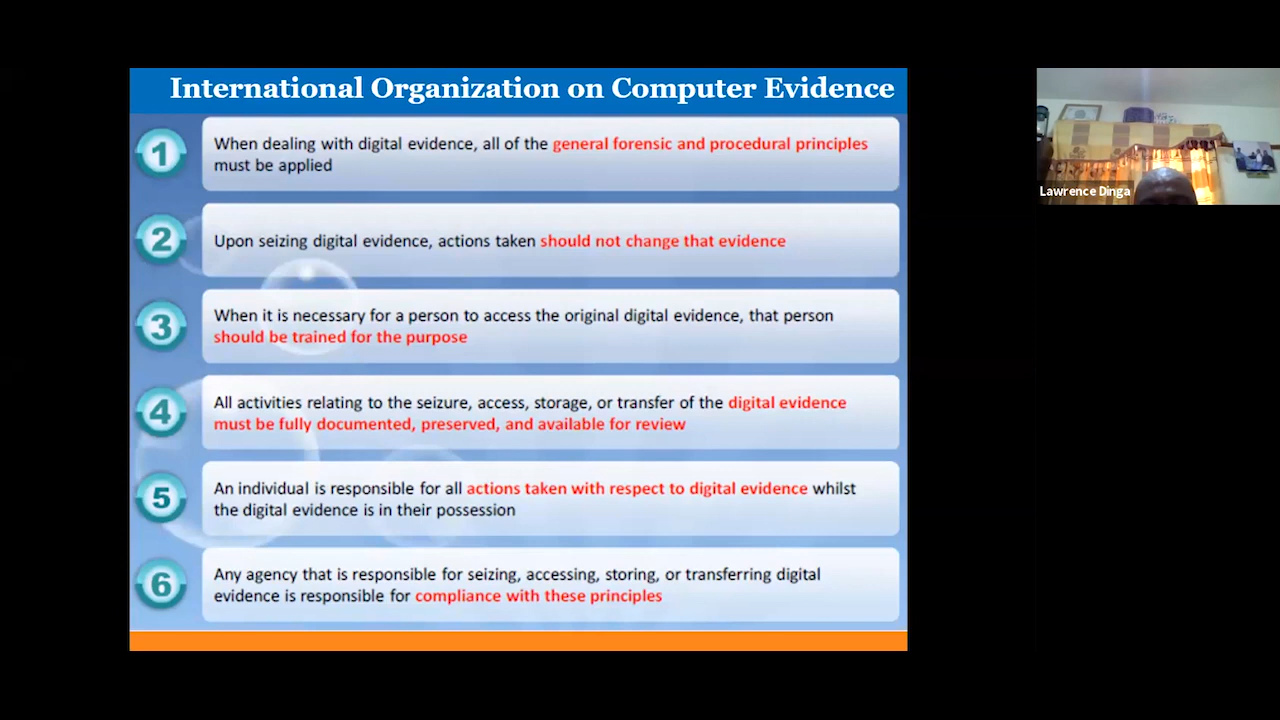 International Organization on Computer Evidence
1
When dealing with digital evidence, all of the general forensic and procedural principles
must be applied
2
Upon seizing digital evidence, actions taken should not change that evidence
3
When it is necessary for a person to access the original digital evidence, that person
should be trained for the purpose
4
All activities relating to the seizure, access, storage, or transfer of the digital evidence
must be fully documented, preserved, and available for review
5
An individual is responsible for all actions taken with respect to digital evidence whilst
the digital evidence is in their possession
6
Any agency that is responsible for seizing, accessing, storing, or transferring digital
evidence is responsible for compliance with these principles
Lawrence Dinga